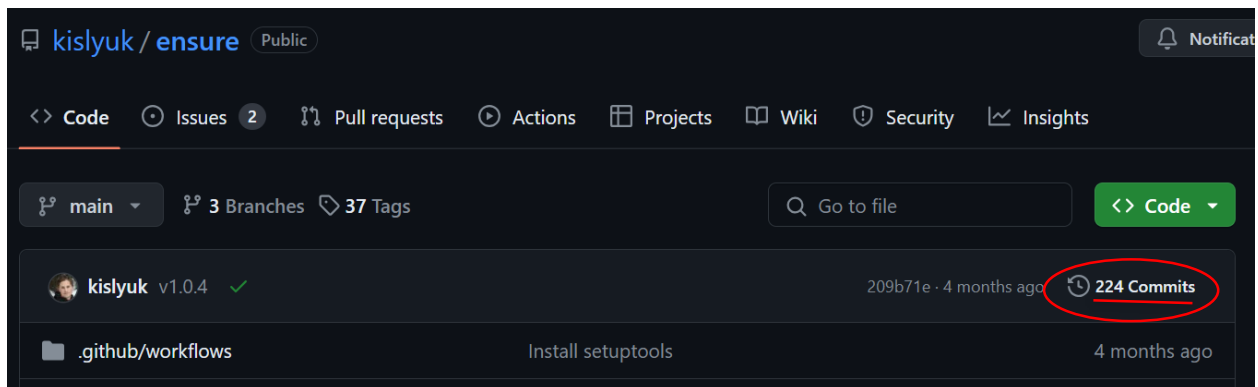 kislyuk / ensure Public
Notificat
Code Issues 2 Pull requests Actions Projects Wiki Security Insights
main 3 Branches 37 Tags Go to file Code
kislyuk v1.0.4 209b71e · 4 months ago 224 Commits
.github/workflows Install setuptools 4 months ago